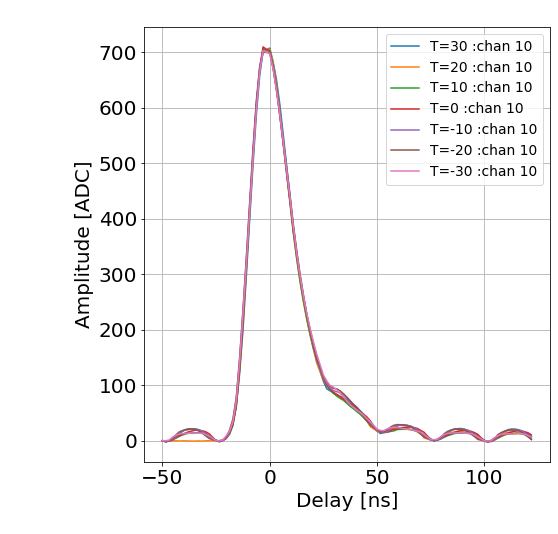 700
600
500
400
300
200
100
0
Amplitude [ADC]
T=30 :chan 10
T=20 :chan 10
T=10 :chan 10
T=0 :chan 10
T=-10 :chan 10
T=-20 :chan 10
T=-30 :chan 10
−50 0 50 100
Delay [ns]